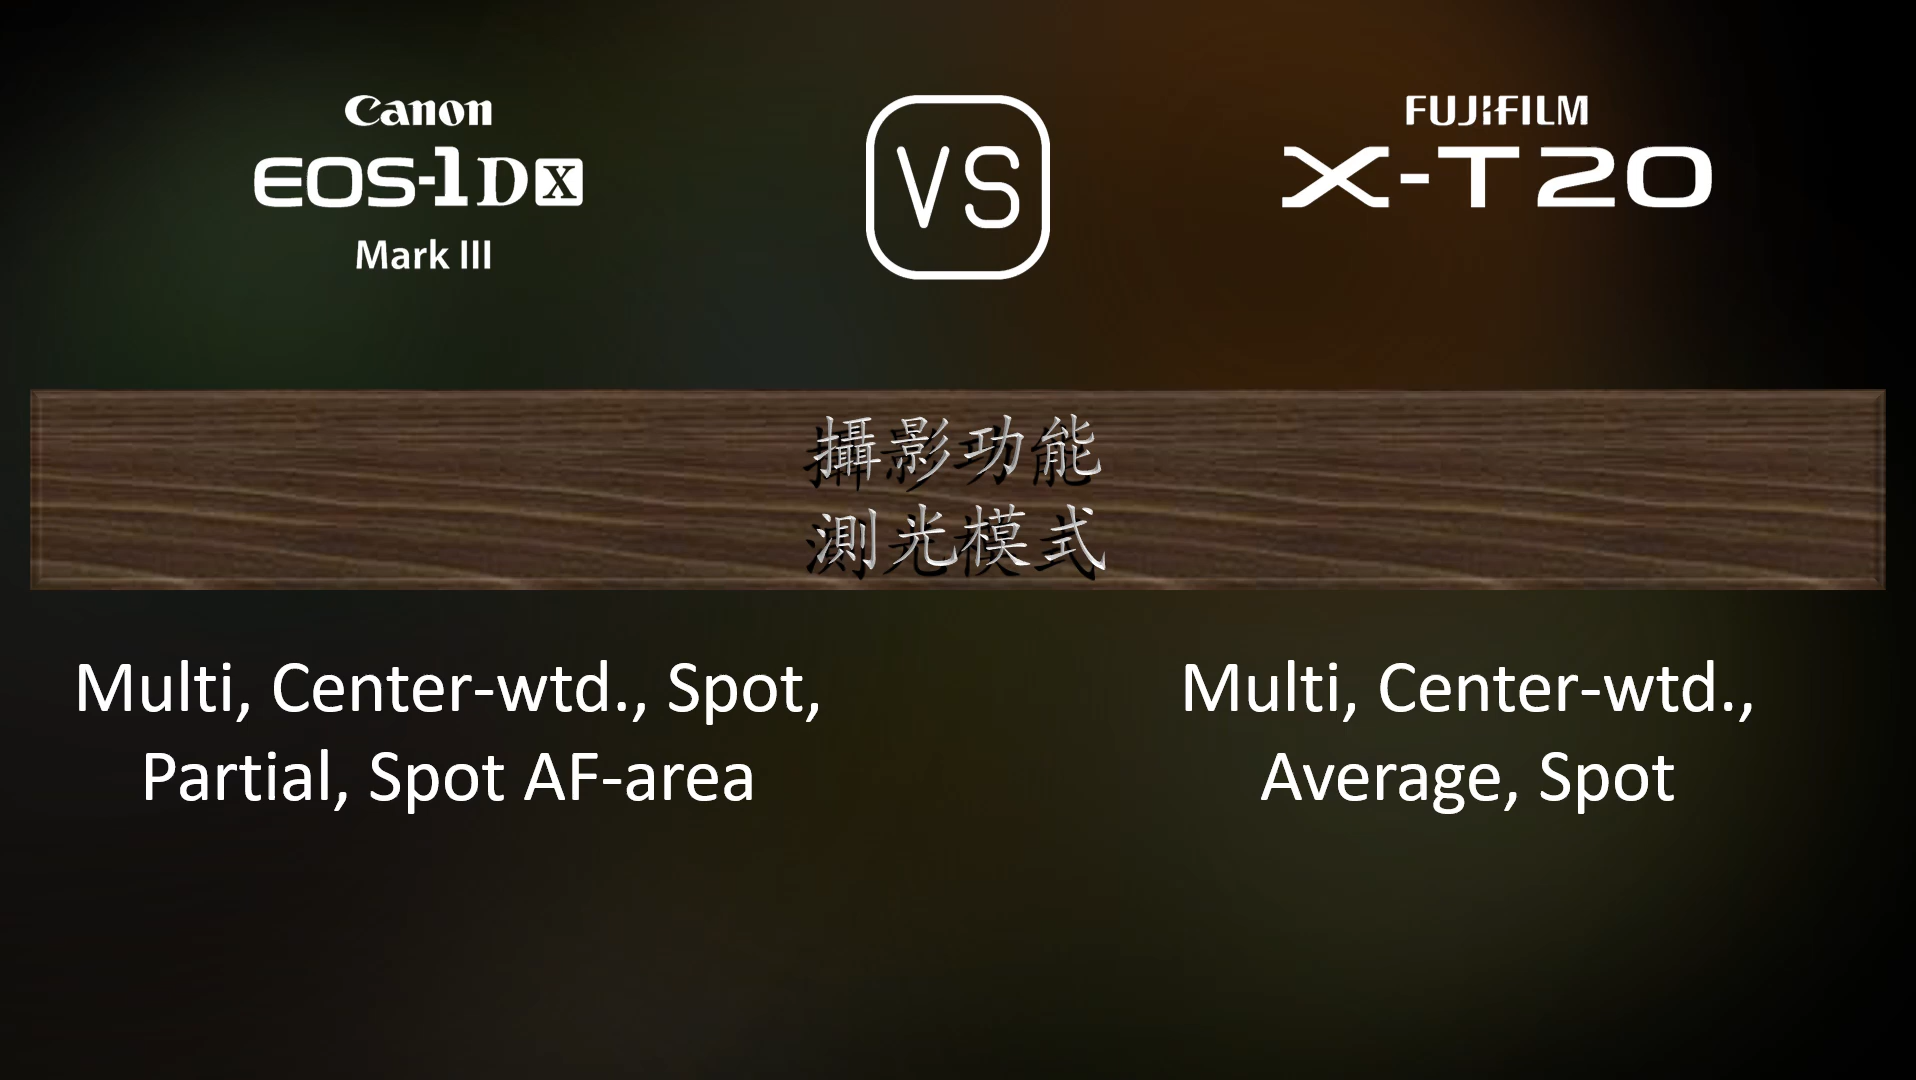 Canon
EOS-1DX
Mark III
VS
FUJIFILM
X-T20
攝影功能
測光模式
Multi, Center-wtd., Spot,
Partial, Spot AF-area
Multi, Center-wtd.,
Average, Spot